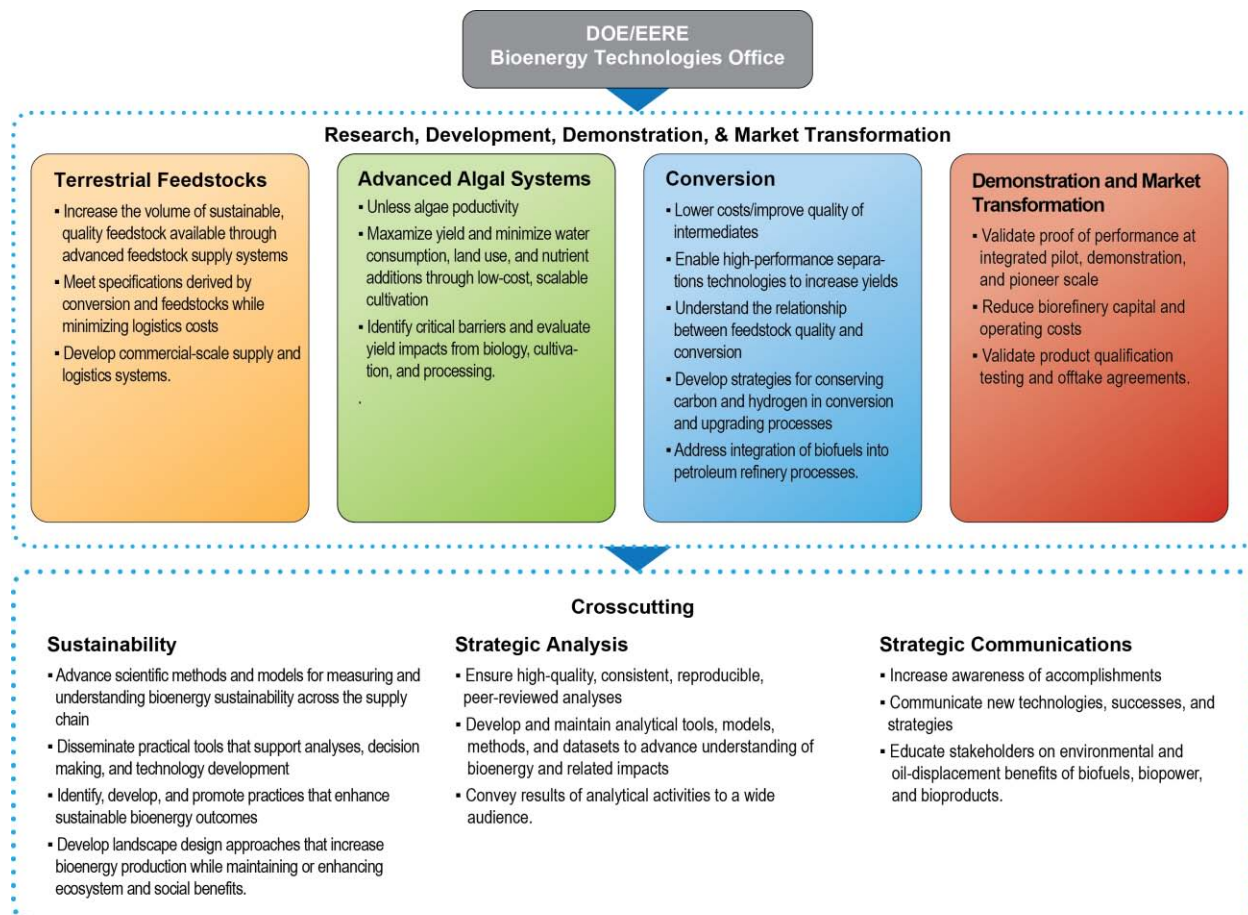 DOE/EERE
Bioenergy Technologies Office
Research, Development, Demonstration, & Market Transformation
Terrestrial Feedstocks
▪ Increase the volume of sustainable,
quality feedstock available through
advanced feedstock supply systems
▪ Meet specifications derived by
conversion and feedstocks while
minimizing logistics costs
▪ Develop commercial-scale supply and
logistics systems.
Advanced Algal Systems
▪ Unless algae poductivity
▪ Maxamize yield and minimize water
consumption, land use, and nutrient
additions through low-cost, scalable
cultivation
▪ Identify critical barriers and evaluate
yield impacts from biology, cultiva-
tion, and processing.
.
Conversion
▪ Lower costs/improve quality of
intermediates
▪ Enable high-performance separa-
tions technologies to increase yields
▪ Understand the relationship
between feedstock quality and
conversion
▪ Develop strategies for conserving
carbon and hydrogen in conversion
and upgrading processes
▪ Address integration of biofuels into
petroleum refinery processes.
Demonstration and Market
Transformation
▪ Validate proof of performance at
integrated pilot, demonstration,
and pioneer scale
▪ Reduce biorefinery capital and
operating costs
▪ Validate product qualification
testing and offtake agreements.
Crosscutting
Sustainability
▪ Advance scientific methods and models for measuring and
understanding bioenergy sustainability across the supply
chain
▪ Disseminate practical tools that support analyses, decision
making, and technology development
▪ Identify, develop, and promote practices that enhance
sustainable bioenergy outcomes
▪ Develop landscape design approaches that increase
bioenergy production while maintaining or enhancing
ecosystem and social benefits.
Strategic Analysis
▪ Ensure high-quality, consistent, reproducible,
peer-reviewed analyses
▪ Develop and maintain analytical tools, models,
methods, and datasets to advance understanding of
bioenergy and related impacts
▪ Convey results of analytical activities to a wide
audience.
Strategic Communications
▪ Increase awareness of accomplishments
▪ Communicate new technologies, successes, and
strategies
▪ Educate stakeholders on environmental and
oil-displacement benefits of biofuels, biopower,
and bioproducts.